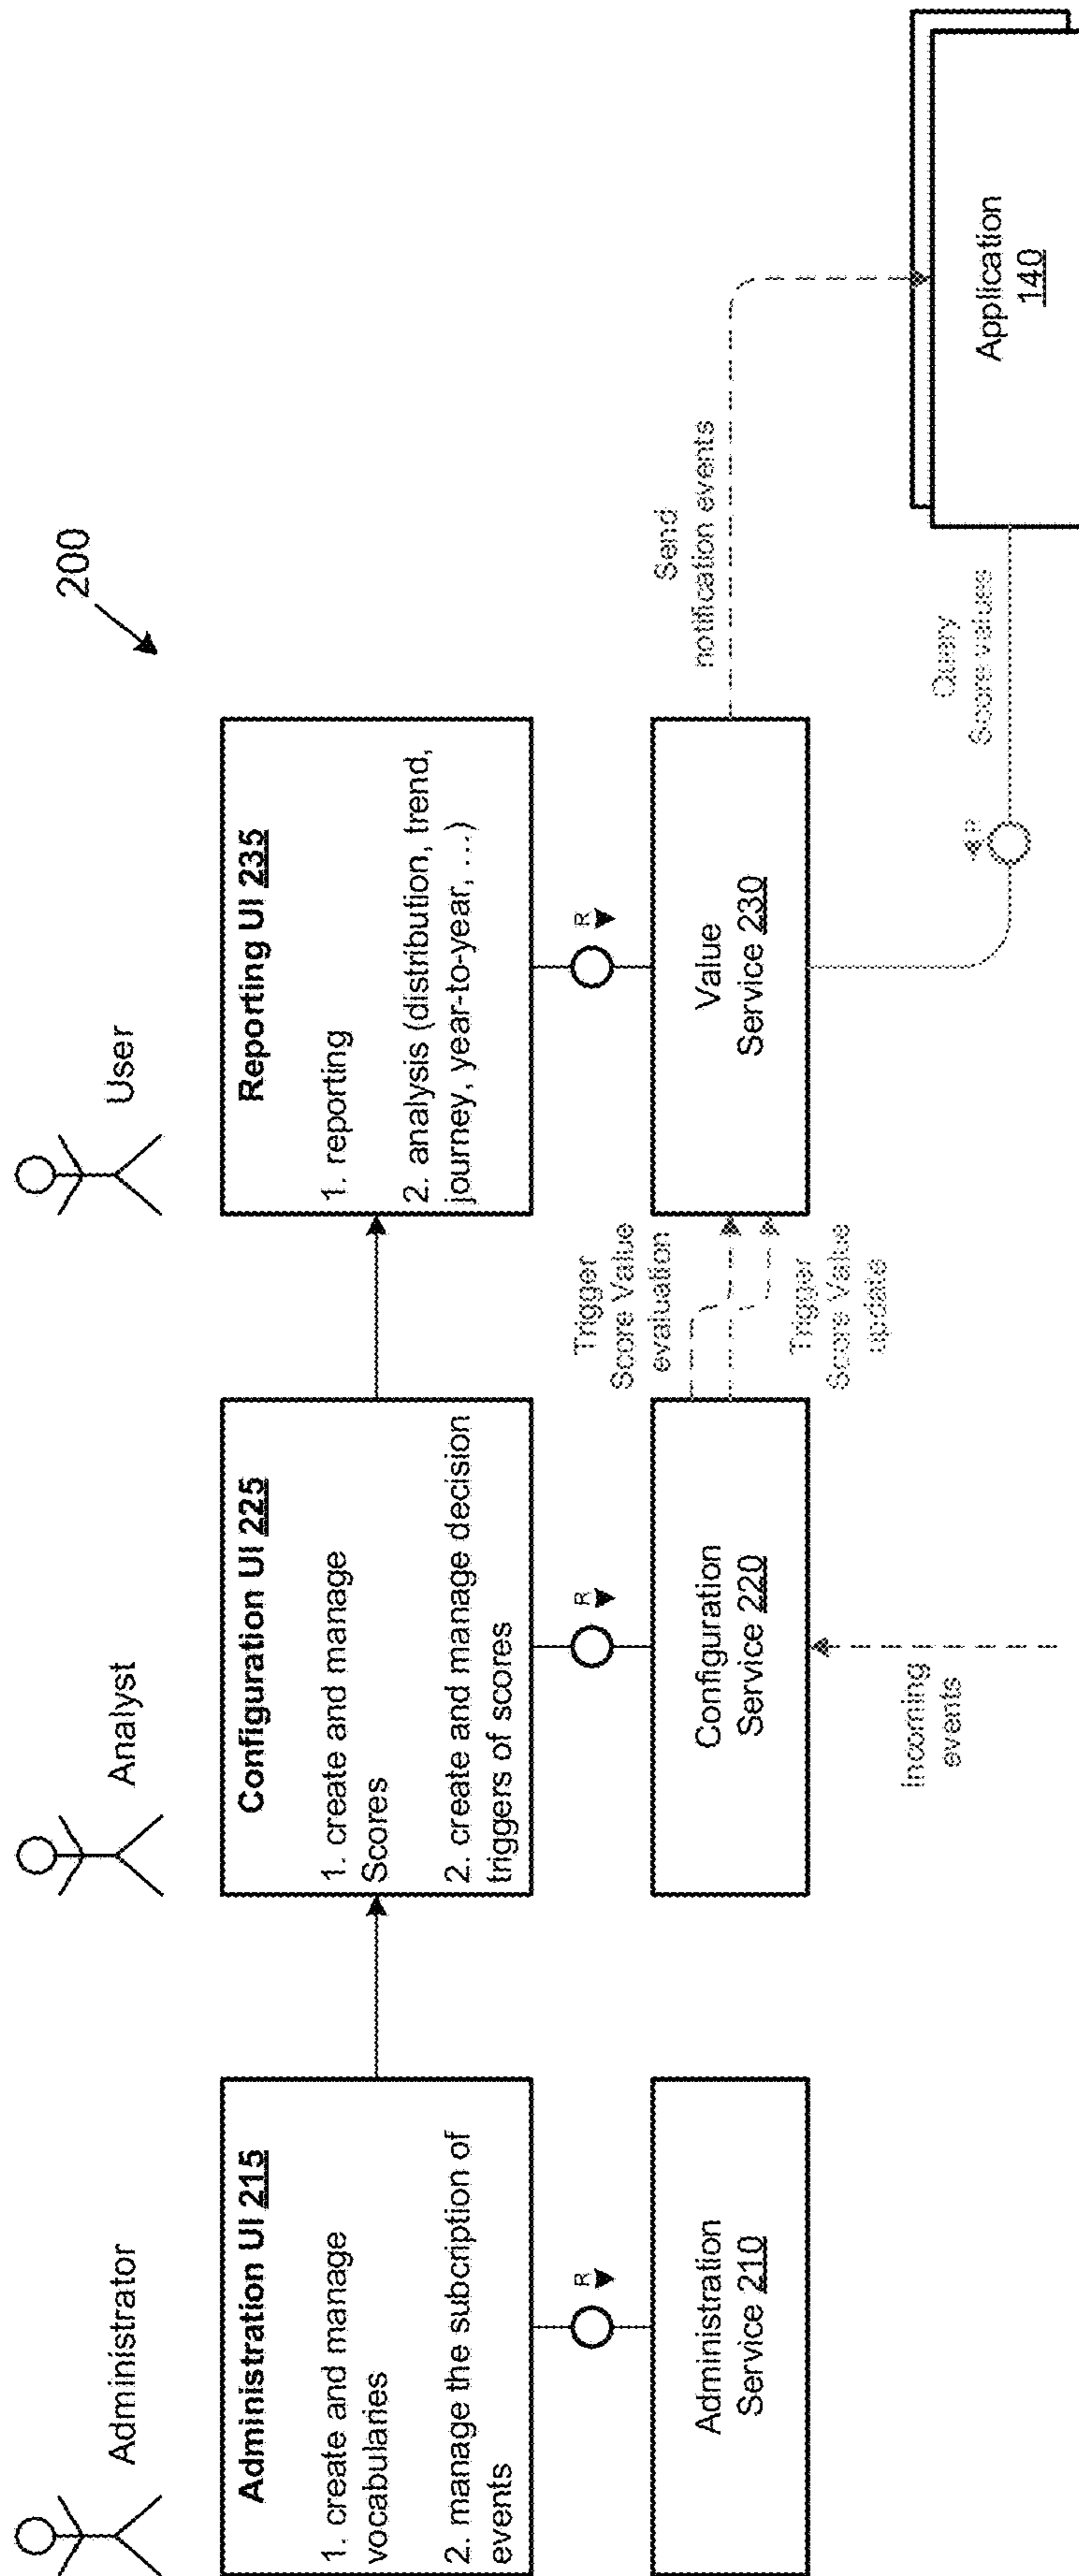 200
Administrator
Analyst
User
Administration UI 215
1. create and manage
vocabularies
2. manage the subcription of
events
Configuration UI 225
1. create and manage
Scores
2. create and manage decision
triggers of scores
Reporting UI 235
1. reporting
2. analysis (distribution, trend,
journey, year-to-year, ...)
R
R
R
Administration
Service 210
Configuration
Service 220
Trigger
Score Value
evaluation
Trigger
Score Value
update
Value
Service 230
Send
notification events
Incoming
events
R
Query
Score values
Application
140